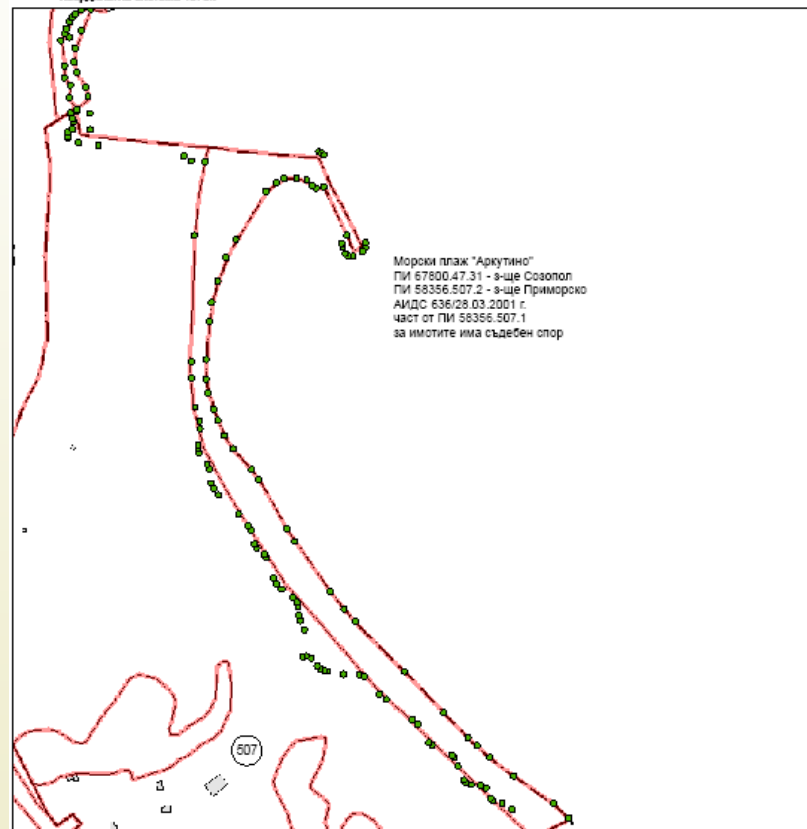 Морски плаж "Аркутино"
ПИ 67800.47.31 - з-ще Созопол
ПИ 58356.507.2 - з-ще Приморско
АИДС 636/28.03.2001 г.
част от ПИ 58356.507.1
за имотите има съдебен спор
507